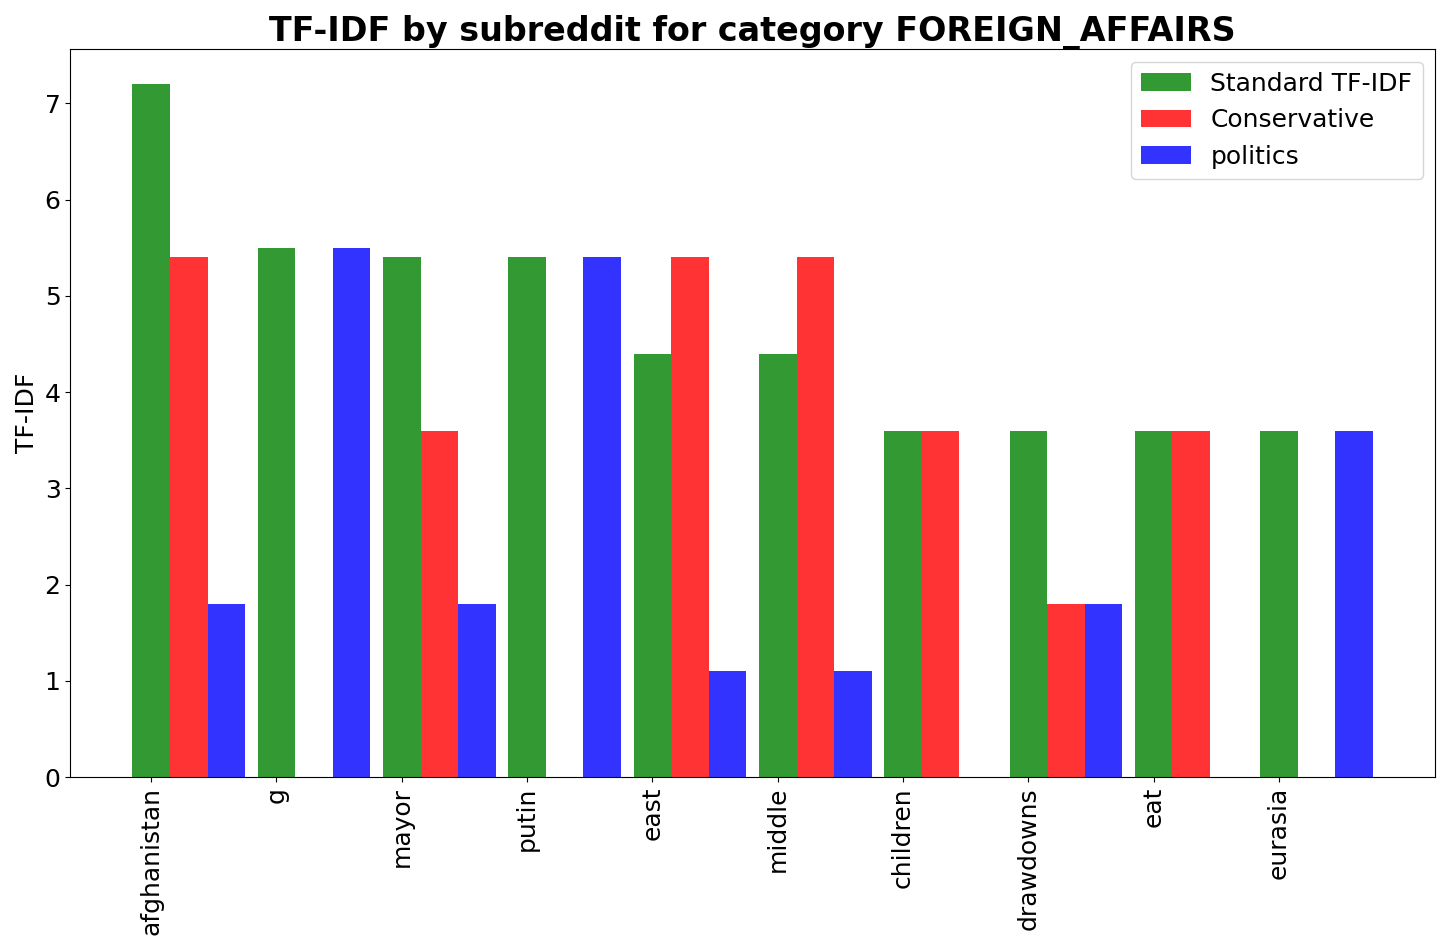 TF-IDF by subreddit for category FOREIGN_AFFAIRS
Standard TF-IDF
Conservative
politics
TF-IDF
7
6
5
4
3
2
1
0
afghanistan
g
mayor
putin
east
middle
children
drawdowns
eat
eurasia